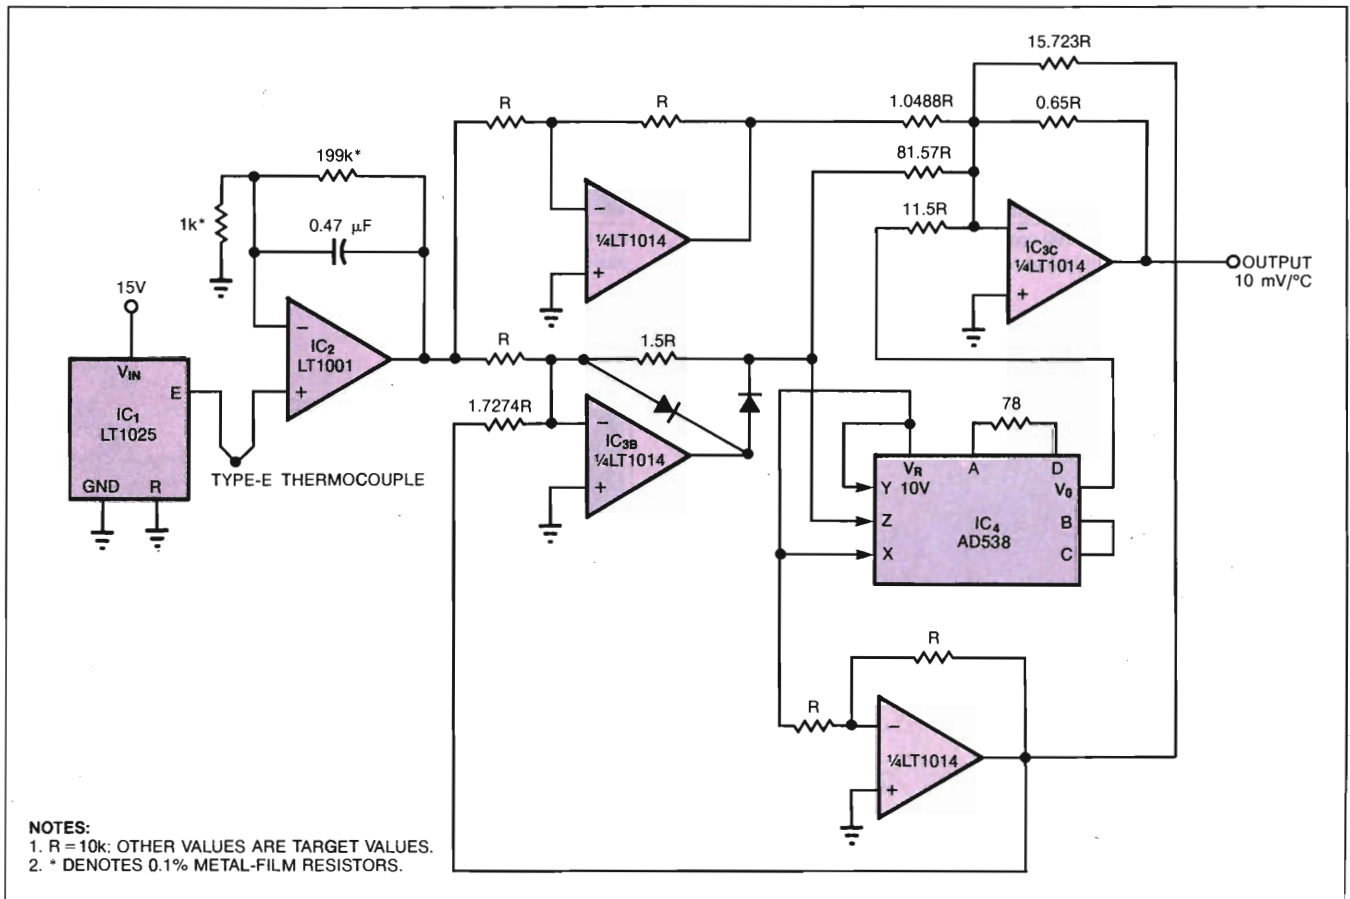 15.723R
R
R
1.0488R
0.65R
199k*
81.57R
1k*
0.47 µF
11.5R
−
¼LT1014
+
−
IC3C
¼LT1014
+
OUTPUT
10 mV/°C
15V
−
IC2
LT1001
+
R
1.5R
VIN
E
IC1
LT1025
GND
R
TYPE-E THERMOCOUPLE
1.7274R
−
IC3B
¼LT1014
+
78
VR
10V
A
D
Y
V0
Z
IC4
AD538
B
X
C
R
R
−
¼LT1014
+
NOTES:
1. R = 10k: OTHER VALUES ARE TARGET VALUES.
2. * DENOTES 0.1% METAL-FILM RESISTORS.